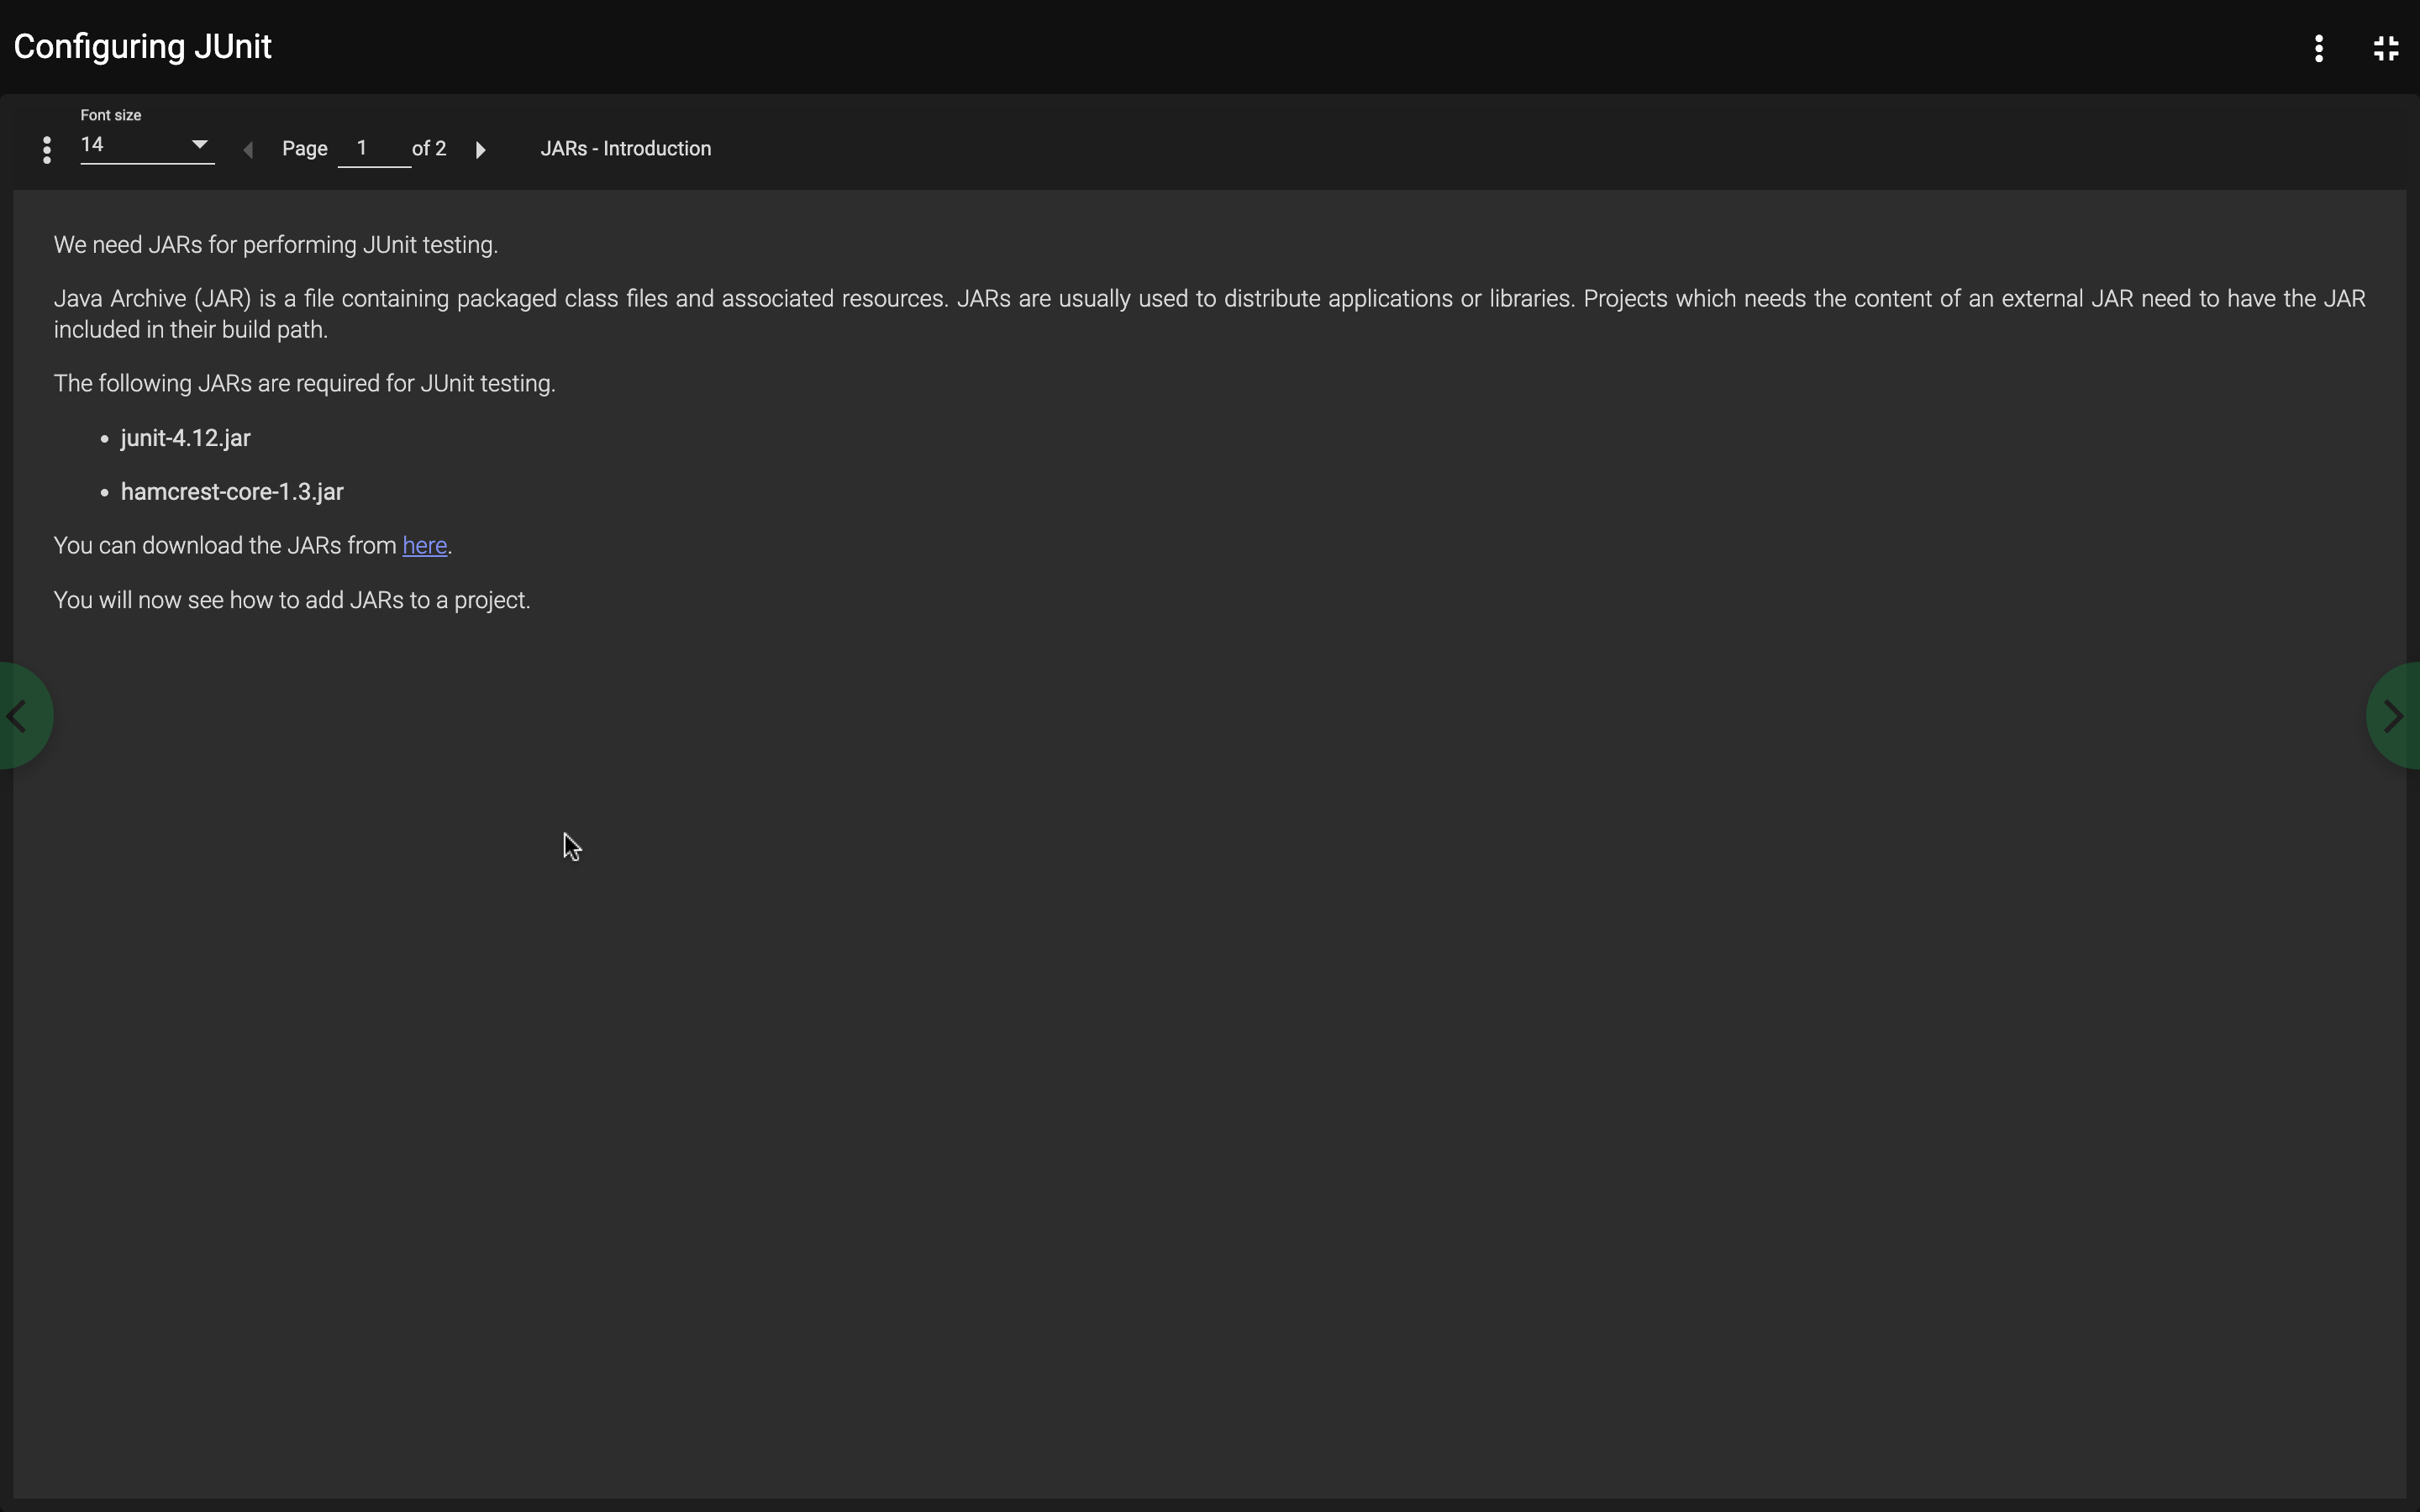 Configuring JUnit
Font size
14
Page 1 of 2
JARs - Introduction
We need JARs for performing JUnit testing.
Java Archive (JAR) is a file containing packaged class files and associated resources. JARs are usually used to distribute applications or libraries. Projects which needs the content of an external JAR need to have the JAR
included in their build path.
The following JARs are required for JUnit testing.
• junit-4.12.jar
• hamcrest-core-1.3.jar
You can download the JARs from here.
You will now see how to add JARs to a project.